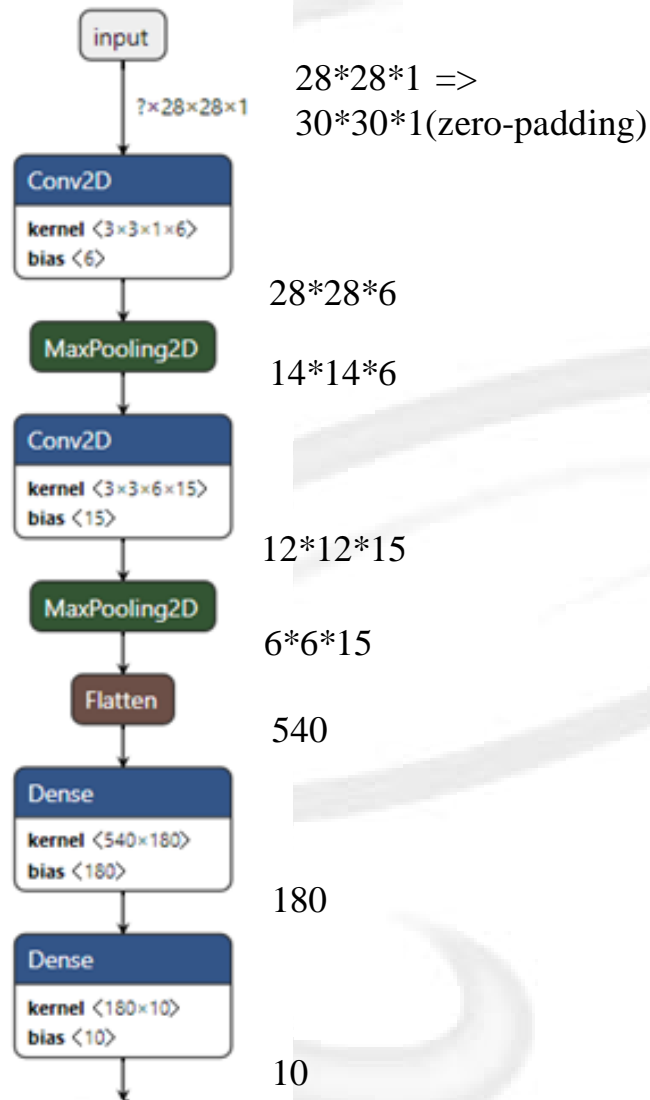 input
?×28×28×1
28*28*1 =>
30*30*1(zero-padding)
Conv2D
kernel ⟨3×3×1×6⟩
bias ⟨6⟩
28*28*6
MaxPooling2D
14*14*6
Conv2D
kernel ⟨3×3×6×15⟩
bias ⟨15⟩
12*12*15
MaxPooling2D
6*6*15
Flatten
540
Dense
kernel ⟨540×180⟩
bias ⟨180⟩
180
Dense
kernel ⟨180×10⟩
bias ⟨10⟩
10